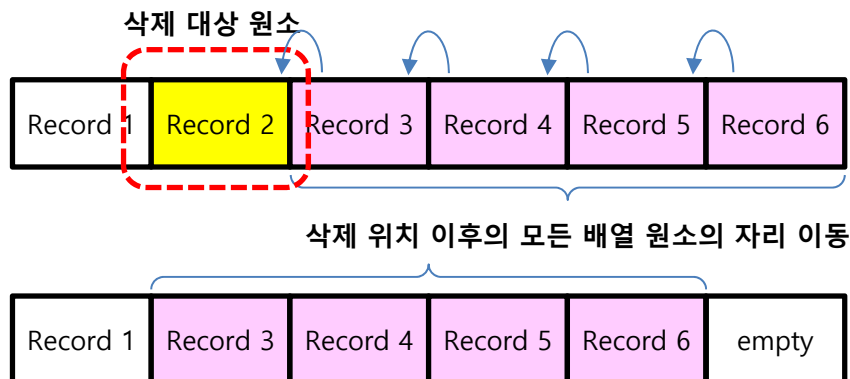 삭제 대상 원소
Record 1 Record 2 Record 3 Record 4 Record 5 Record 6
삭제 위치 이후의 모든 배열 원소의 자리 이동
Record 1 Record 3 Record 4 Record 5 Record 6 empty